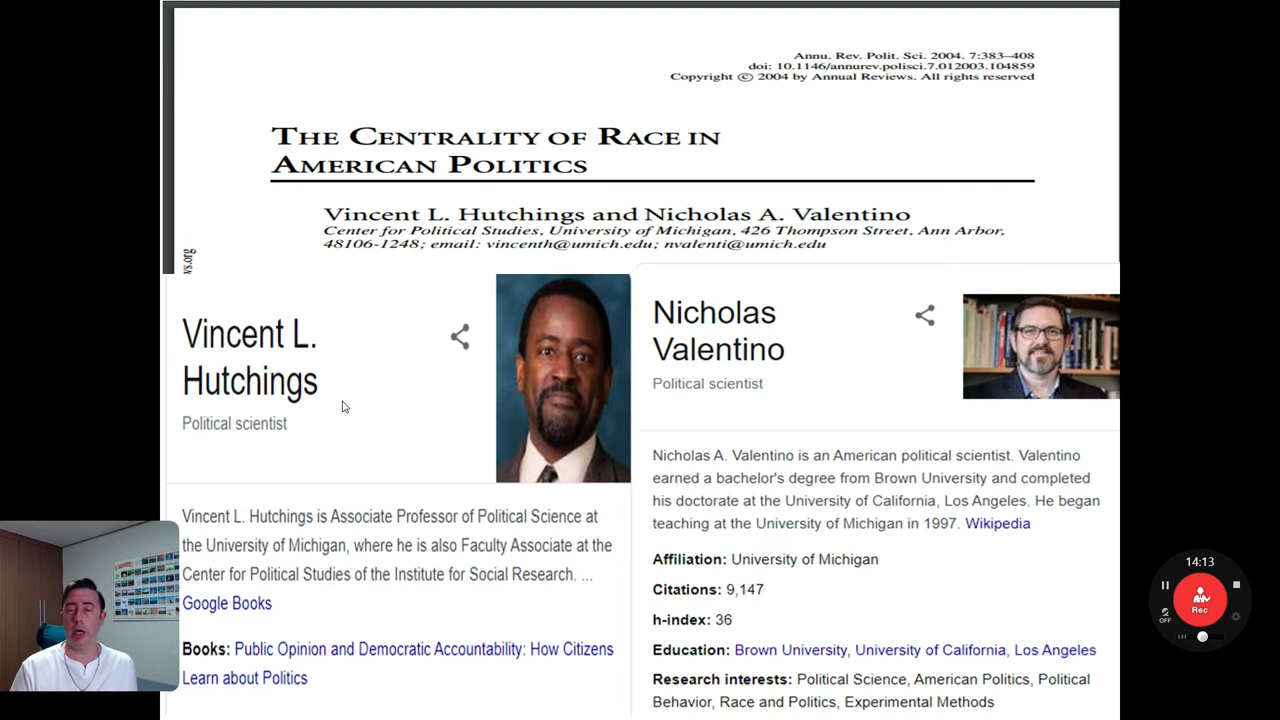 Annu. Rev. Polit. Sci. 2004. 7:383–408
doi: 10.1146/annurev.polisci.7.012003.104859
Copyright © 2004 by Annual Reviews. All rights reserved
THE CENTRALITY OF RACE IN
AMERICAN POLITICS
Vincent L. Hutchings and Nicholas A. Valentino
Center for Political Studies, University of Michigan, 426 Thompson Street, Ann Arbor,
48106-1248; email: vincenth@umich.edu; nvalenti@umich.edu
ws.org
Vincent L.
Hutchings
Political scientist
Vincent L. Hutchings is Associate Professor of Political Science at
the University of Michigan, where he is also Faculty Associate at the
Center for Political Studies of the Institute for Social Research. ...
Google Books
Books: Public Opinion and Democratic Accountability: How Citizens
Learn about Politics
Nicholas
Valentino
Political scientist
Nicholas A. Valentino is an American political scientist. Valentino
earned a bachelor's degree from Brown University and completed
his doctorate at the University of California, Los Angeles. He began
teaching at the University of Michigan in 1997. Wikipedia
Affiliation: University of Michigan
Citations: 9,147
h-index: 36
Education: Brown University, University of California, Los Angeles
Research interests: Political Science, American Politics, Political
Behavior, Race and Politics, Experimental Methods
14:13
Rec
OFF